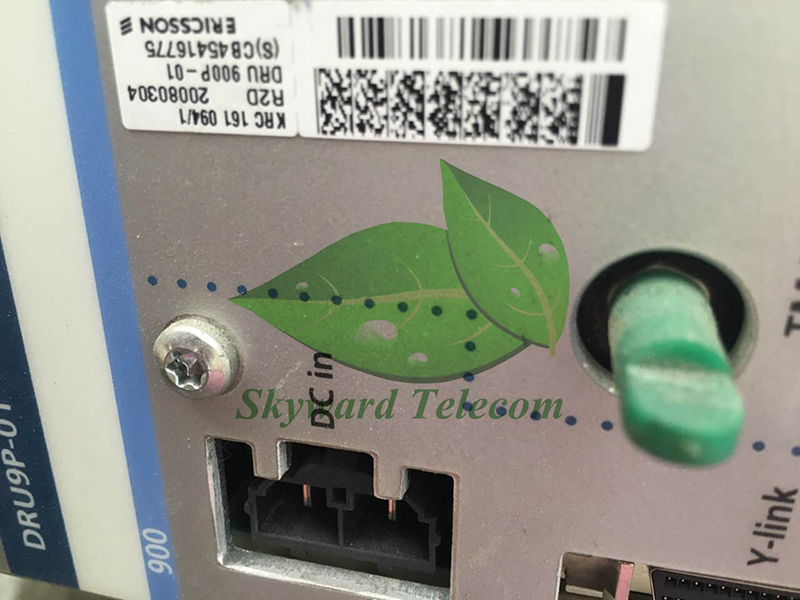 KRC 161 094/1
R2D 20080304
DRU 900P-01
(S)CB45416775
ERICSSON
Skyward Telecom
DC in
Y-link
DRU9P-01
900